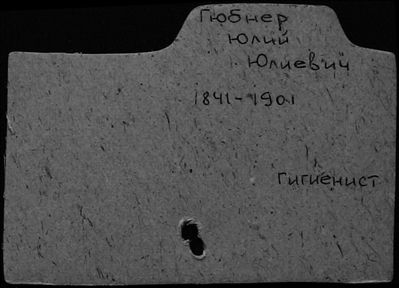 Гюбнер
Юлий
Юлиевич
1841-1901
Гигиенист